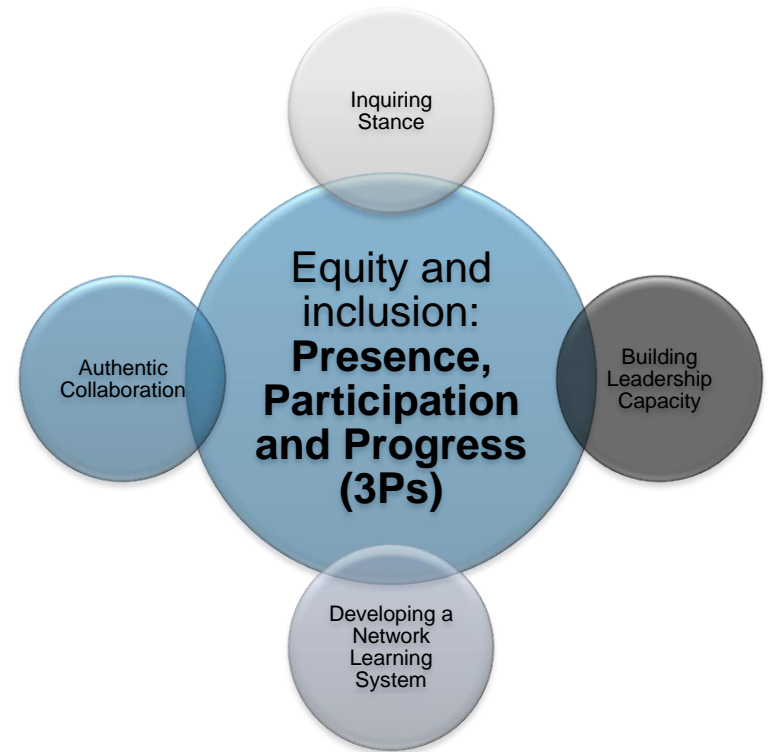 Inquiring
Stance
Equity and
inclusion:
Presence,
Participation
and Progress
(3Ps)
Authentic
Collaboration
Building
Leadership
Capacity
Developing a
Network
Learning
System